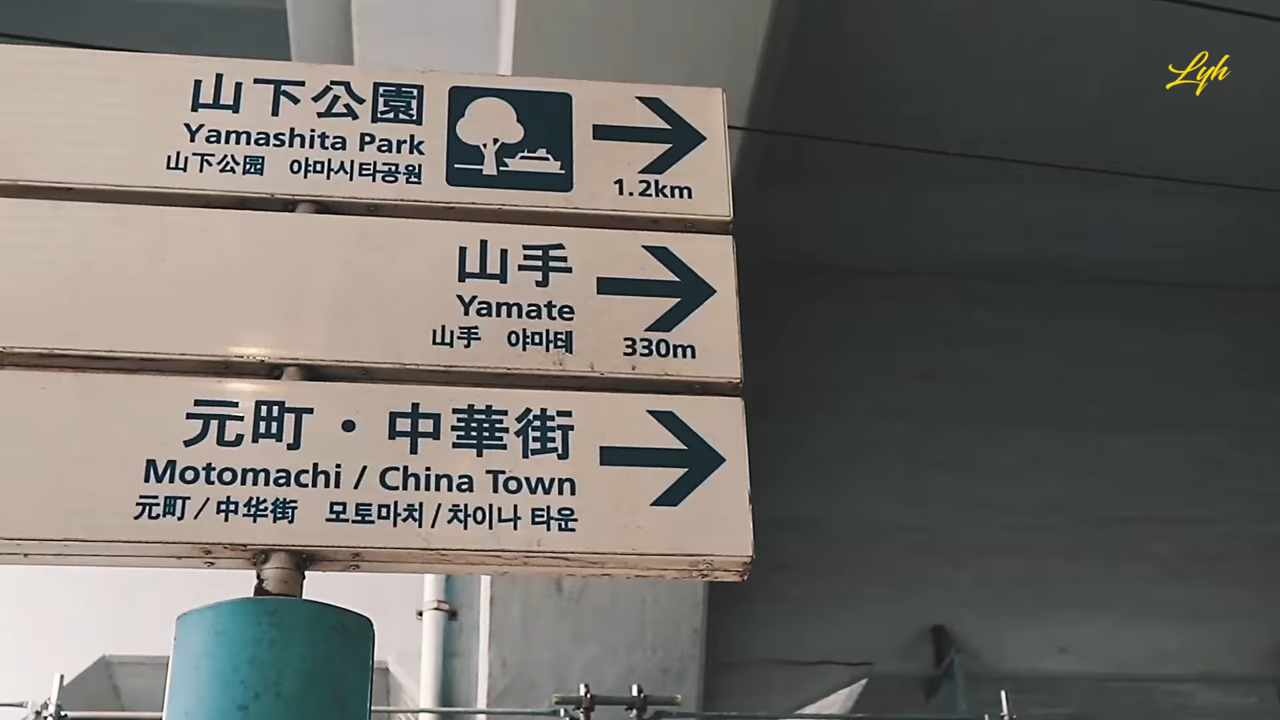 Lyh
山下公園
Yamashita Park
山下公园 야마시타공원
1.2km
山手
Yamate
山手 야마테
330m
元町・中華街
Motomachi / China Town
元町/中华街 모토마치/차이나 타운